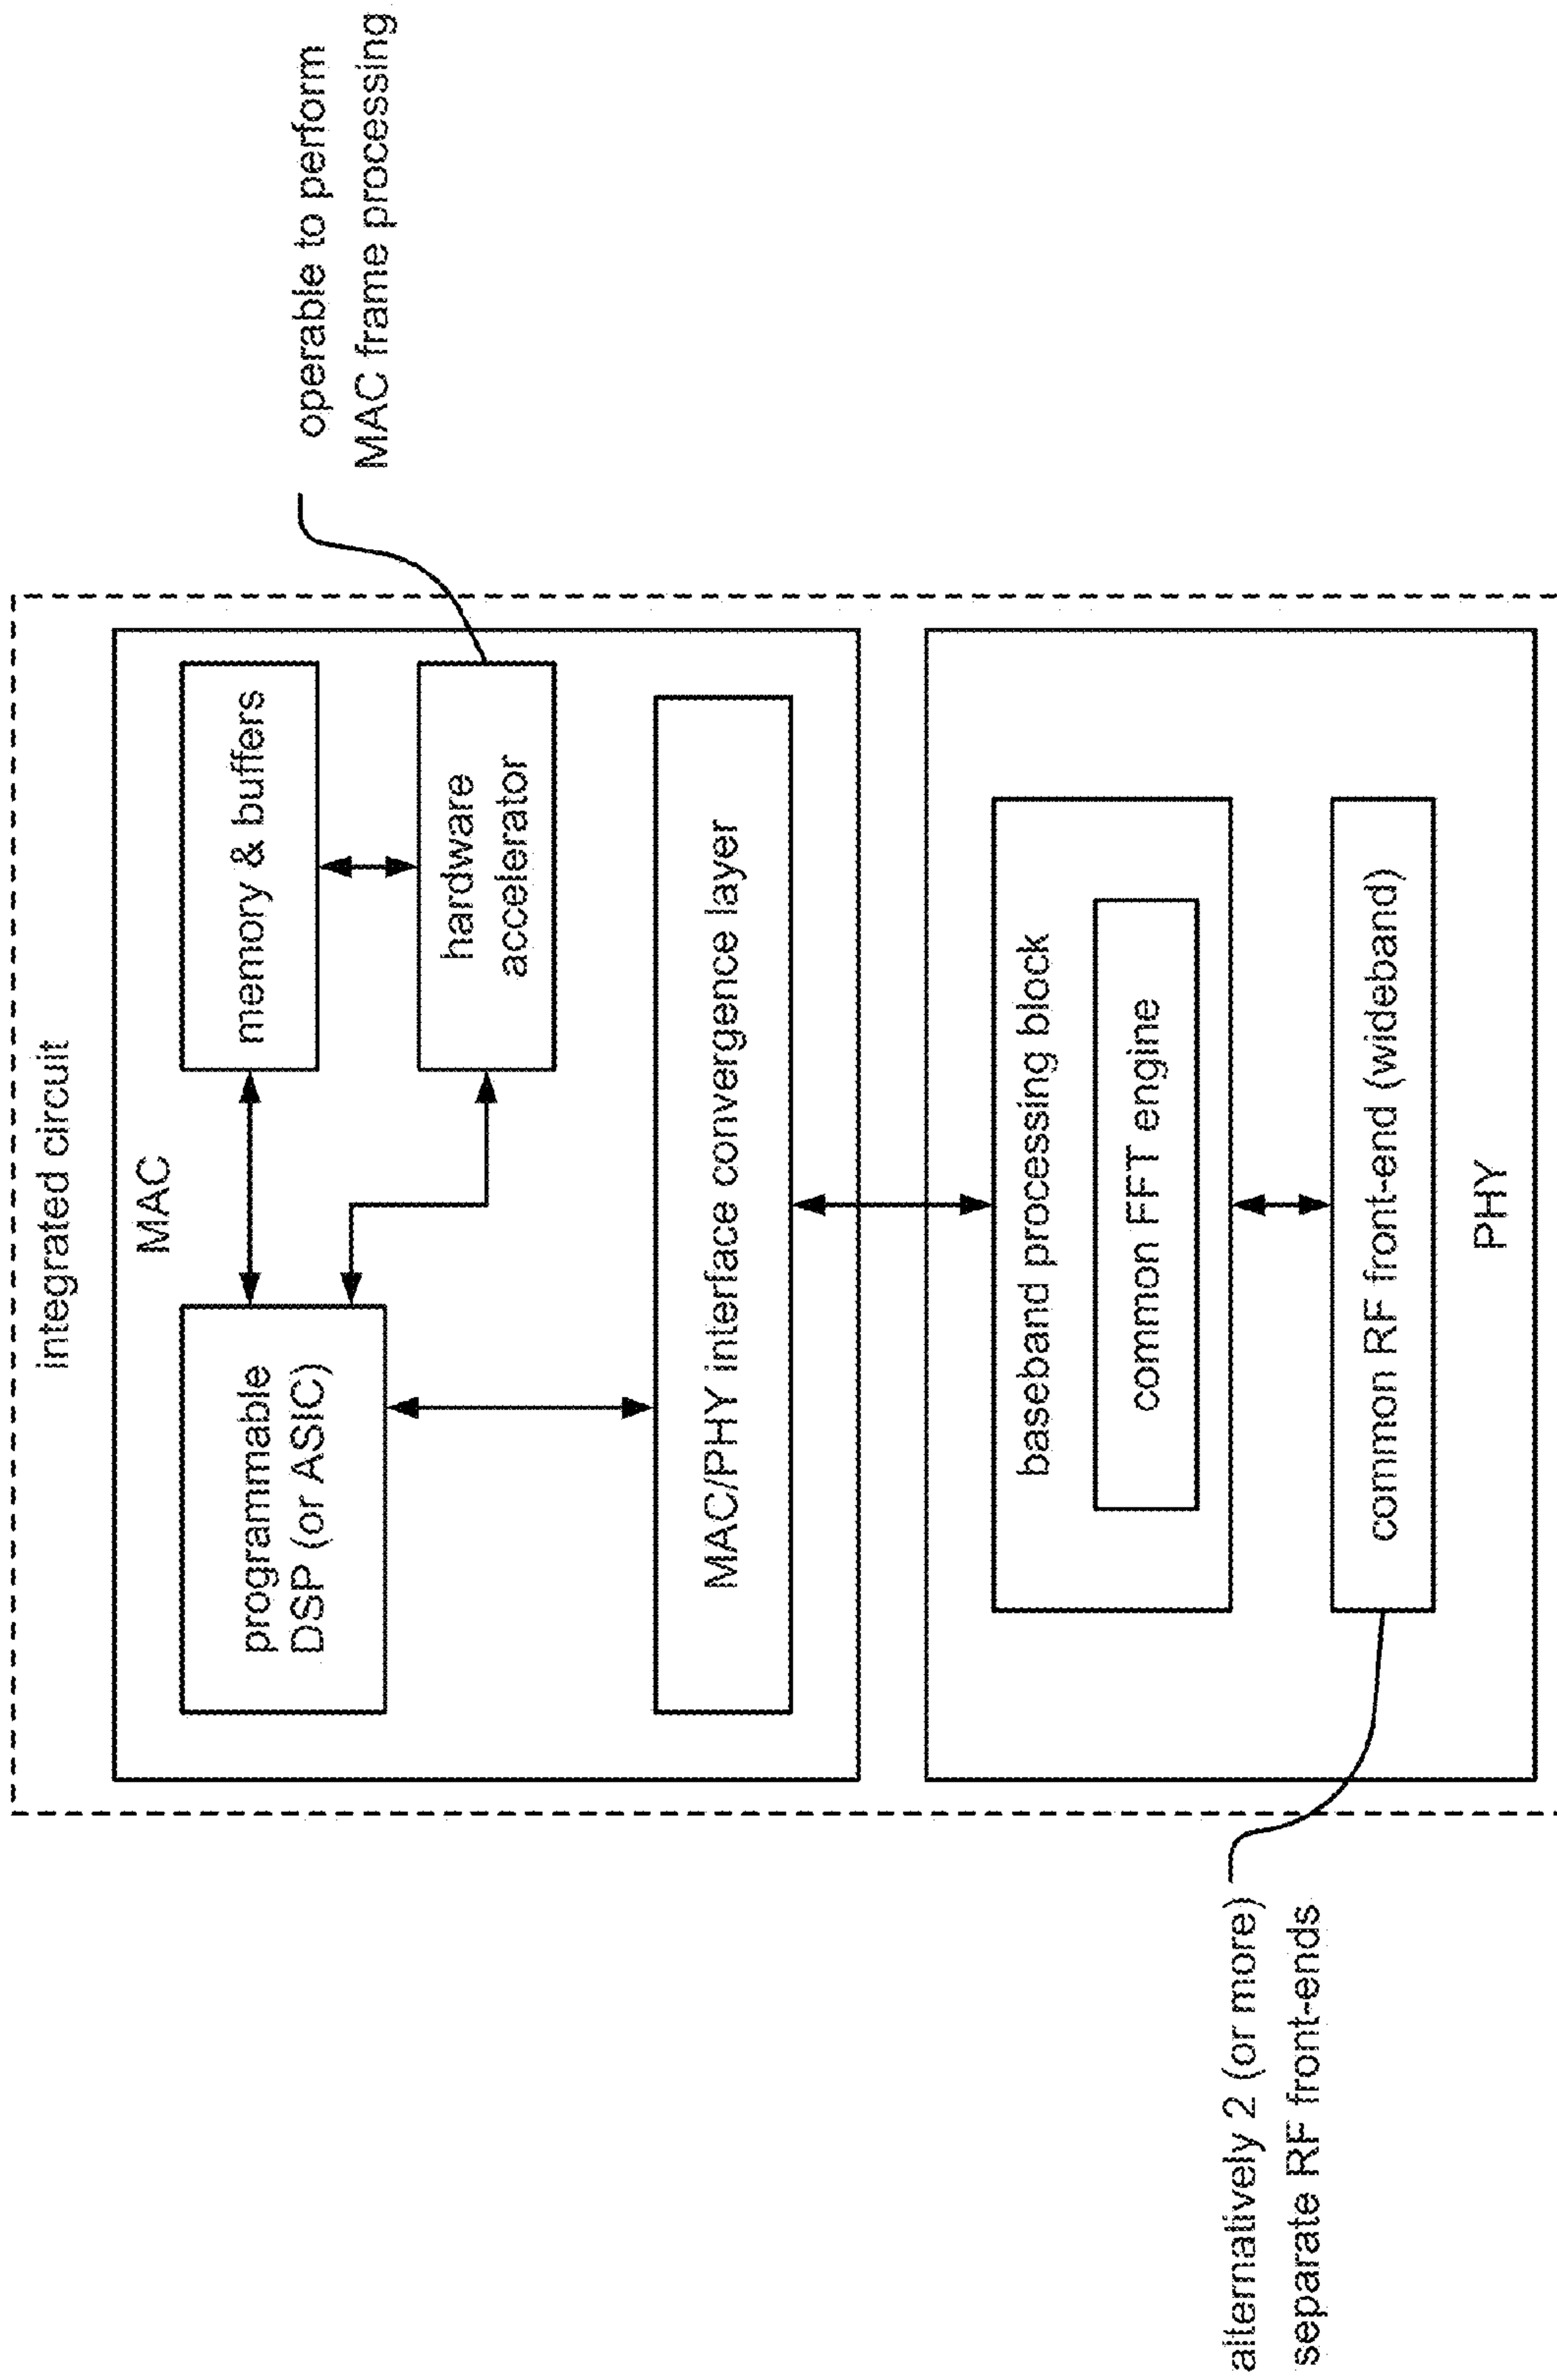 integrated circuit
MAC
programmable
DSP (or ASIC)
memory & buffers
hardware
accelerator
operable to perform
MAC frame processing
MAC/PHY interface convergence layer
baseband processing block
common FFT engine
common RF front-end (wideband)
PHY
alternatively 2 (or more)
separate RF front-ends